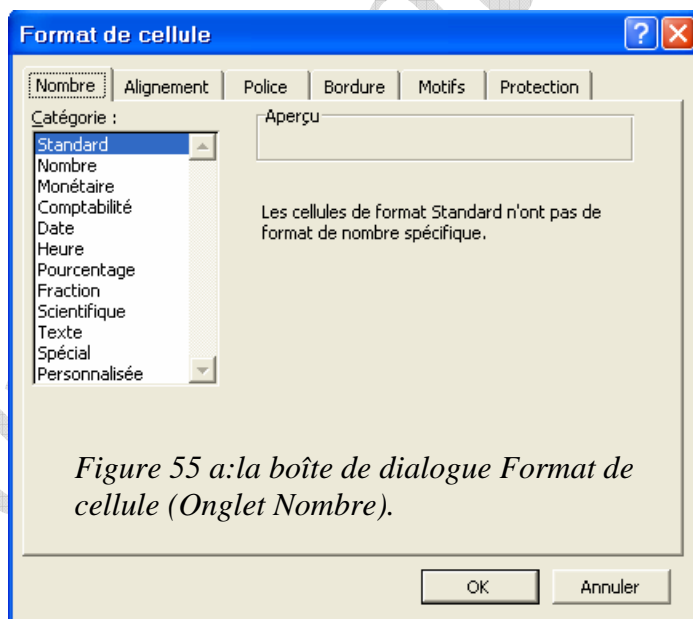 Format de cellule
Nombre Alignement Police Bordure Motifs Protection
Catégorie :
Standard
Nombre
Monétaire
Comptabilité
Date
Heure
Pourcentage
Fraction
Scientifique
Texte
Spécial
Personnalisée
Aperçu
Les cellules de format Standard n'ont pas de
format de nombre spécifique.
Figure 55 a:la boîte de dialogue Format de
cellule (Onglet Nombre).
OK Annuler